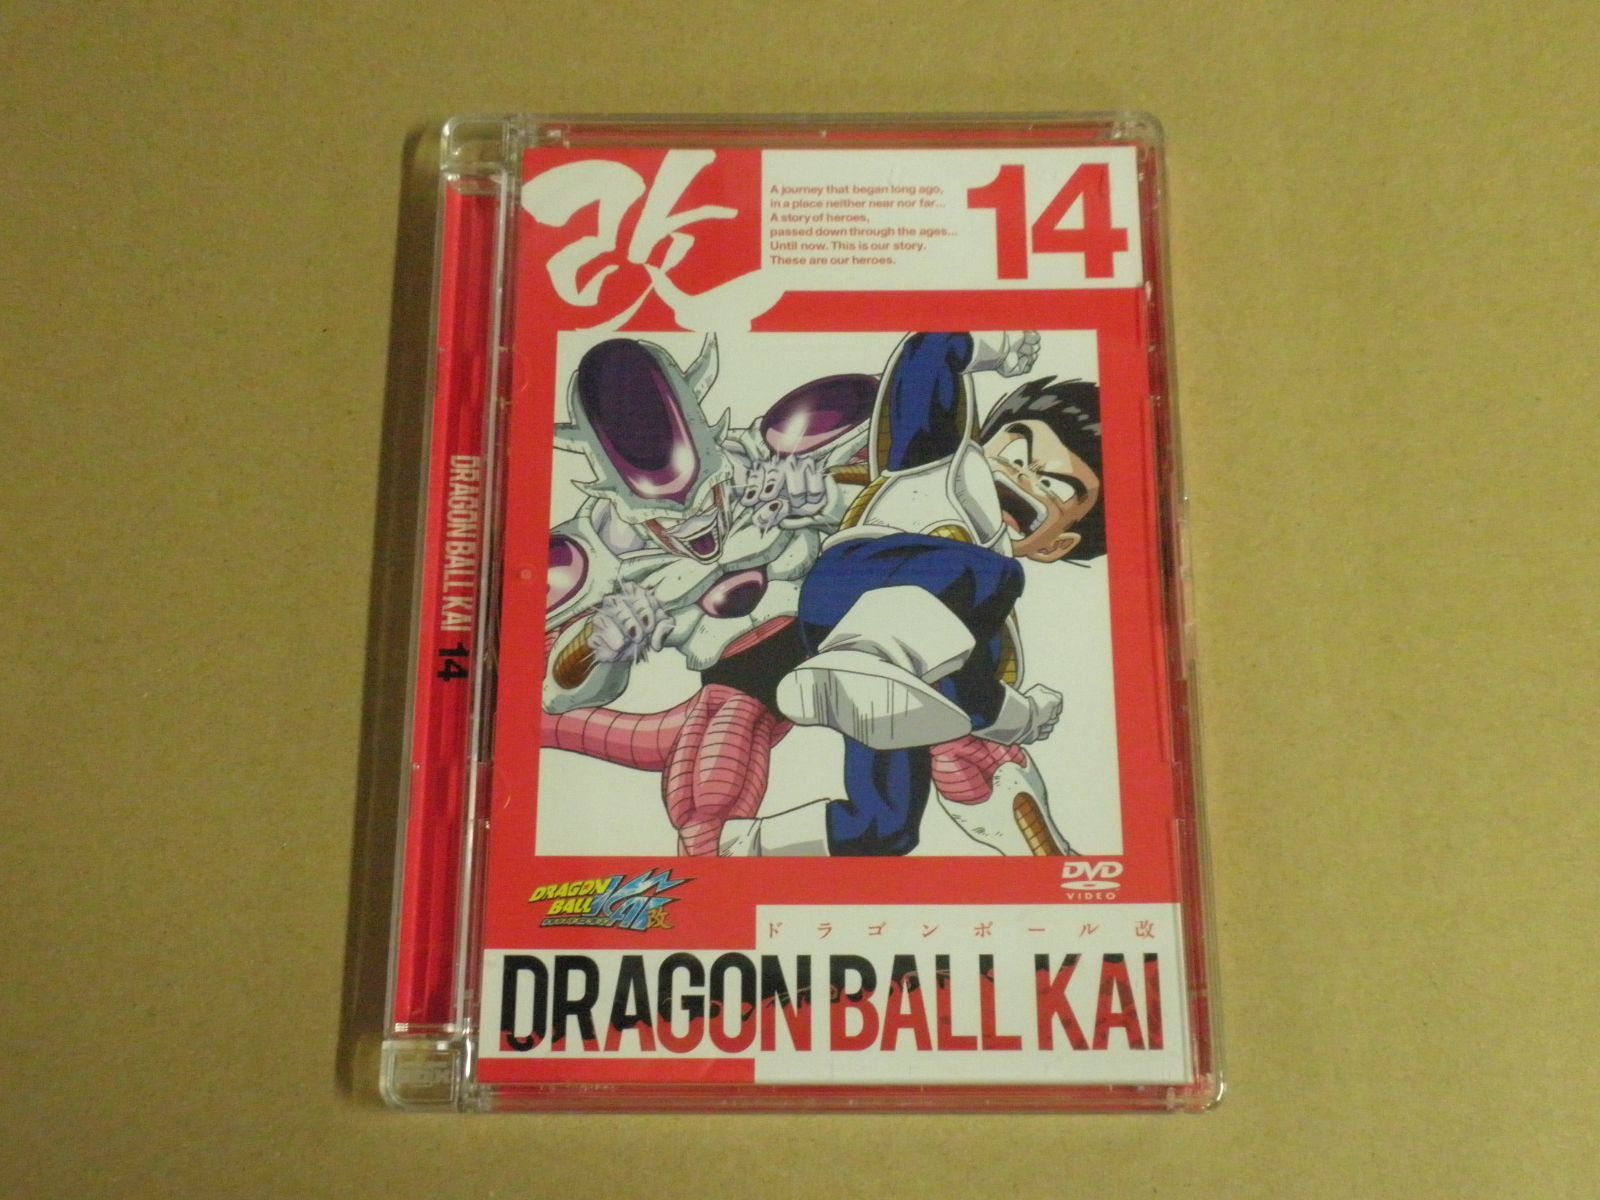 改
A journey that began long ago,
in a place neither near nor far...
A story of heroes,
passed down through the ages...
Until now. This is our story.
These are our heroes.
14
DRAGON BALL KAI 14
DRAGON
BALL KAI 改
DVD
VIDEO
ドラゴンボール改
DRAGON BALL KAI